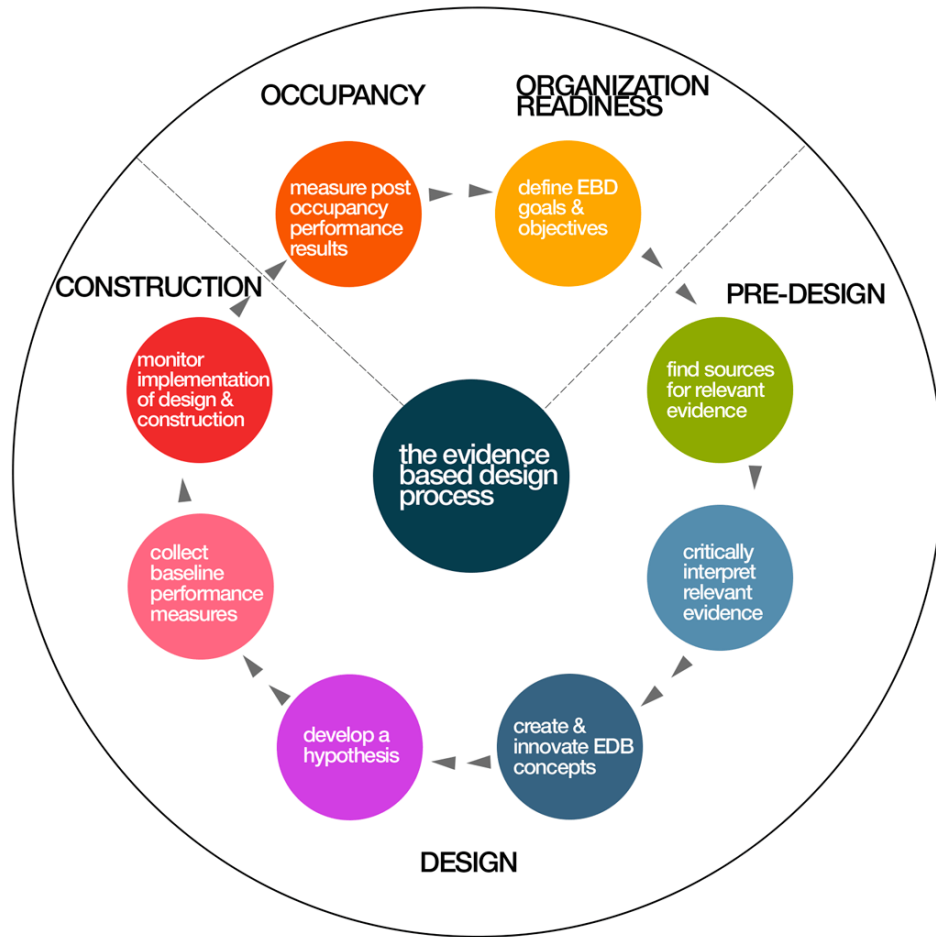 OCCUPANCY
ORGANIZATION
READINESS
measure post
occupancy
performance
results
define EBD
goals &
objectives
CONSTRUCTION
PRE-DESIGN
monitor
implementation
of design &
construction
find sources
for relevant
evidence
the evidence
based design
process
collect
baseline
performance
measures
critically
interpret
relevant
evidence
develop a
hypothesis
create &
innovate EDB
concepts
DESIGN